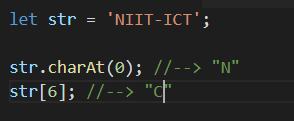 let str = 'NIIT-ICT';
str.charAt(0); //--> "N"
str[6]; //--> "C"